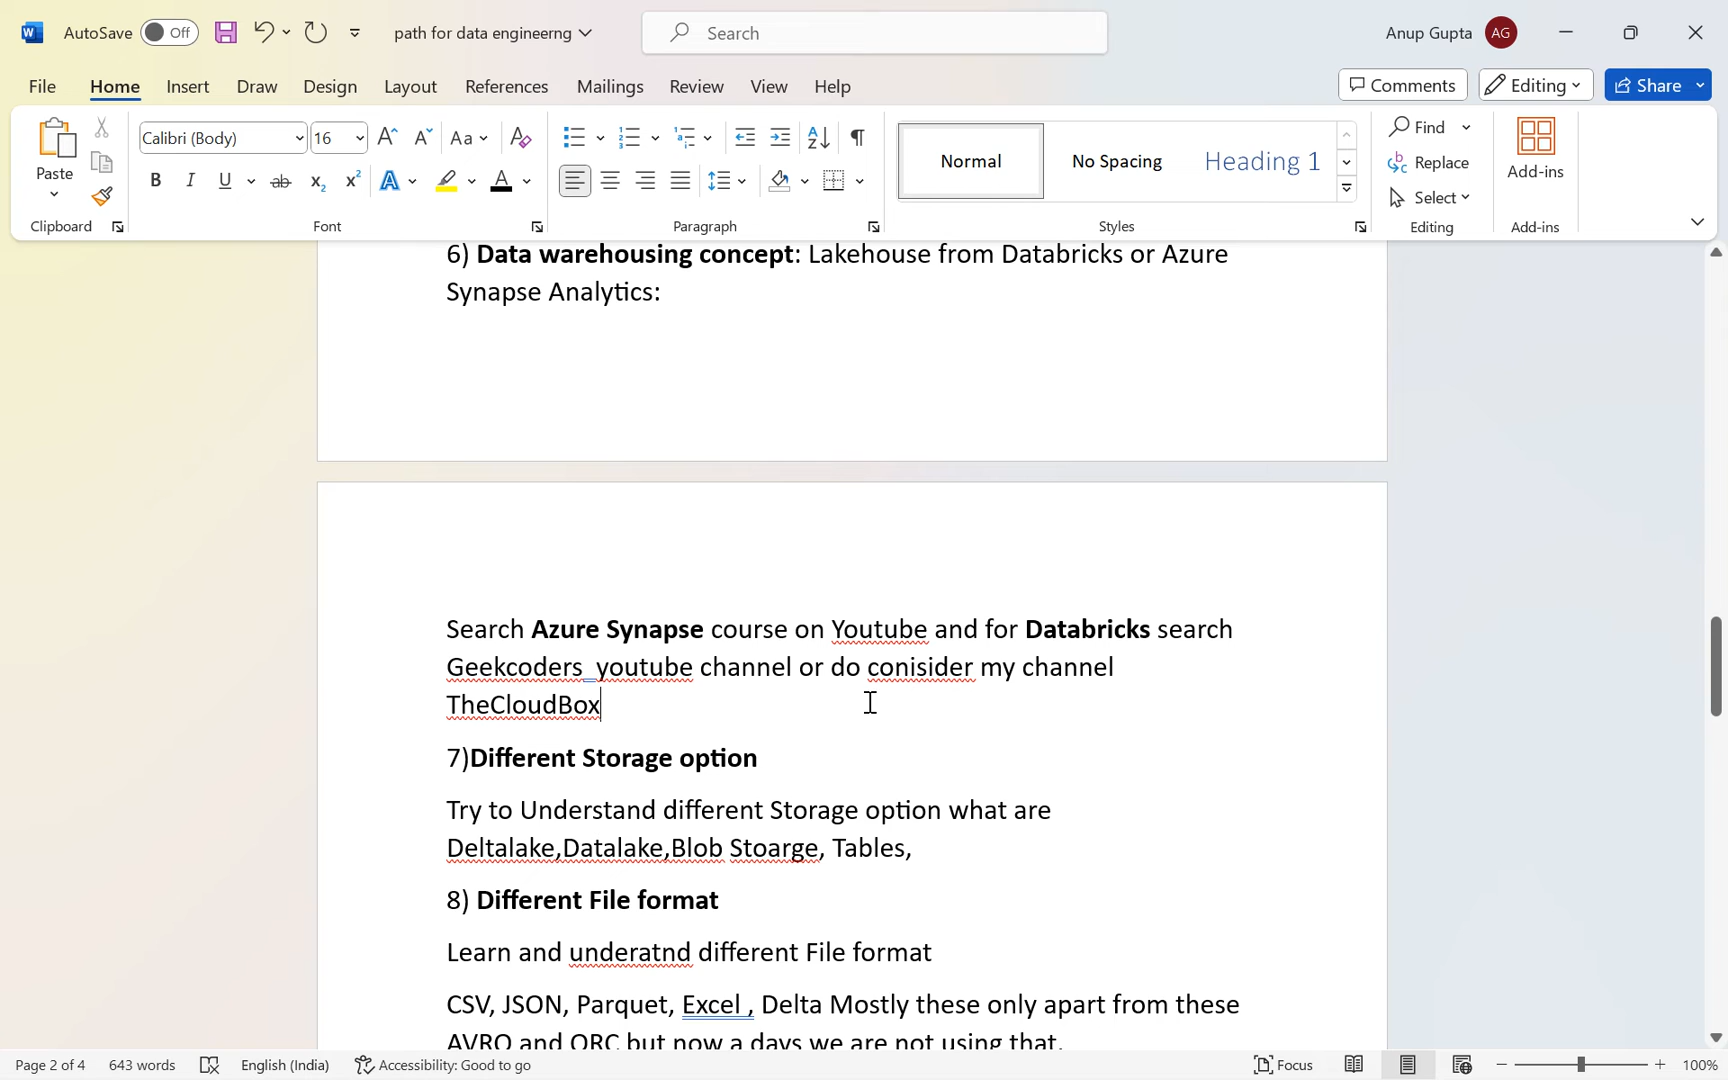 AutoSave Off path for data engineerng Search Anup Gupta AG
File Home Insert Draw Design Layout References Mailings Review View Help Comments Editing Share
Calibri (Body) 16 Aa Normal No Spacing Heading 1 Find
Paste Replace Add-ins
B I U ab x₂ x² A A Select
Clipboard Font Paragraph Styles Editing Add-ins
6) Data warehousing concept: Lakehouse from Databricks or Azure
Synapse Analytics:
Search Azure Synapse course on Youtube and for Databricks search
Geekcoders youtube channel or do conisider my channel
TheCloudBox
7)Different Storage option
Try to Understand different Storage option what are
Deltalake,Datalake,Blob Stoarge, Tables,
8) Different File format
Learn and underatnd different File format
CSV, JSON, Parquet, Excel , Delta Mostly these only apart from these
AVRO and ORC but now a days we are not using that.
Page 2 of 4 643 words English (India) Accessibility: Good to go Focus 100%